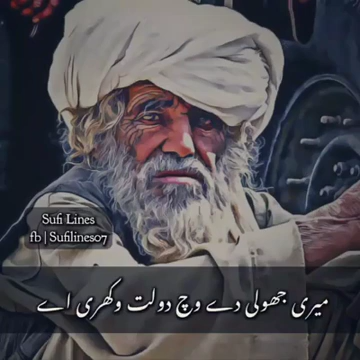 Sufi Lines
fb | Sufilines07
میری جھولی دے وچ دولت وکھری اے